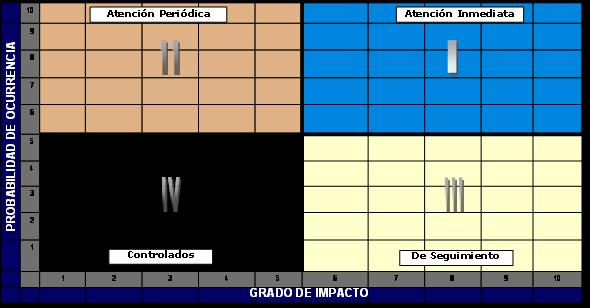 PROBABILIDAD DE OCURRENCIA
10
9
8
7
6
5
4
3
2
1
Atención Periódica
II
Atención Inmediata
I
IV
Controlados
III
De Seguimiento
1 2 3 4 5 6 7 8 9 10
GRADO DE IMPACTO